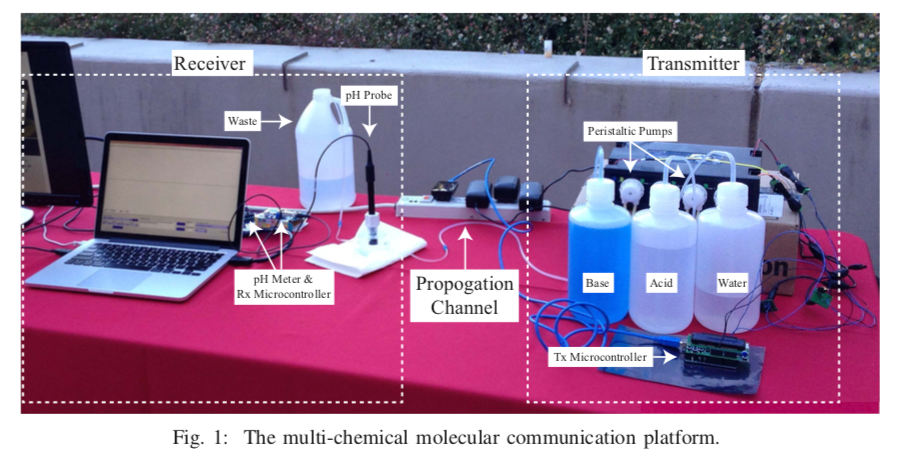 Receiver
Transmitter
pH Probe
Waste
Peristaltic Pumps
pH Meter &
Rx Microcontroller
Propogation
Channel
Base
Acid
Water
on
Tx Microcontroller
Fig. 1: The multi-chemical molecular communication platform.